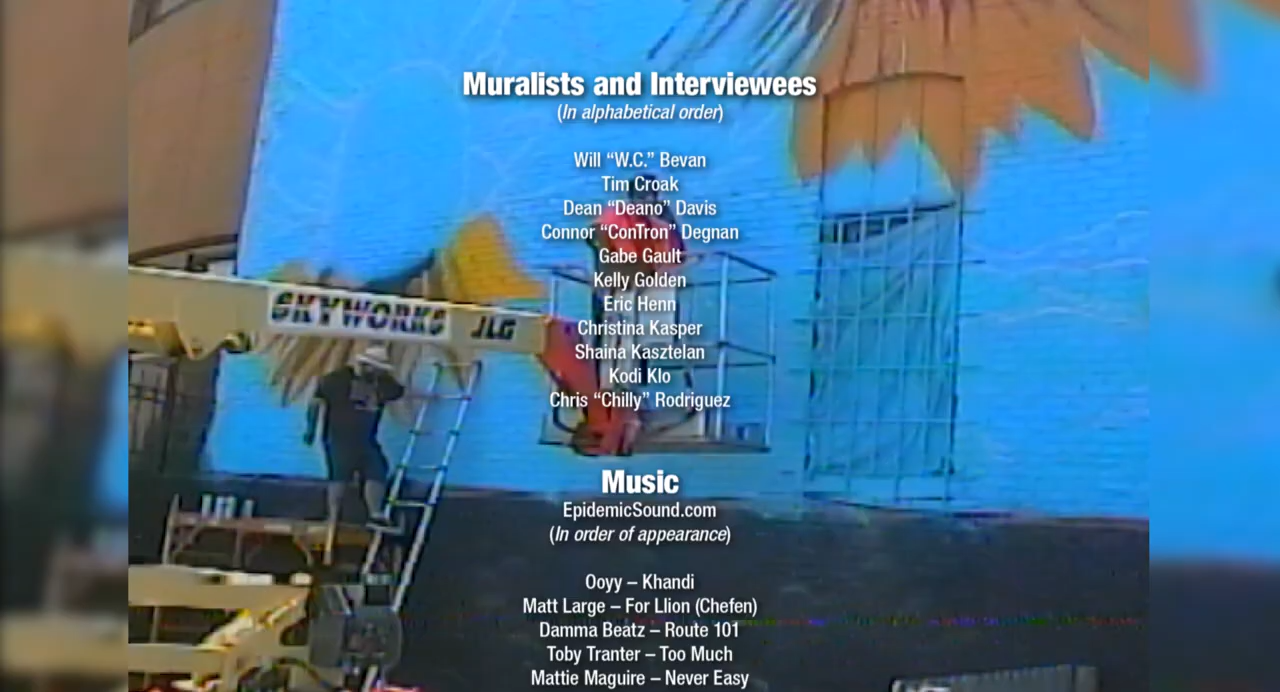 Muralists and Interviewees
(In alphabetical order)
Will “W.C.” Bevan
Tim Croak
Dean “Deano” Davis
Connor “ConTron” Degnan
Gabe Gault
Kelly Golden
Eric Henn
Christina Kasper
Shaina Kasztelan
Kodi Klo
Chris “Chilly” Rodriguez
SKYWORKS JLG
Music
EpidemicSound.com
(In order of appearance)
Ooyy – Khandi
Matt Large – For Llion (Chefen)
Damma Beatz – Route 101
Toby Tranter – Too Much
Mattie Maguire – Never Easy